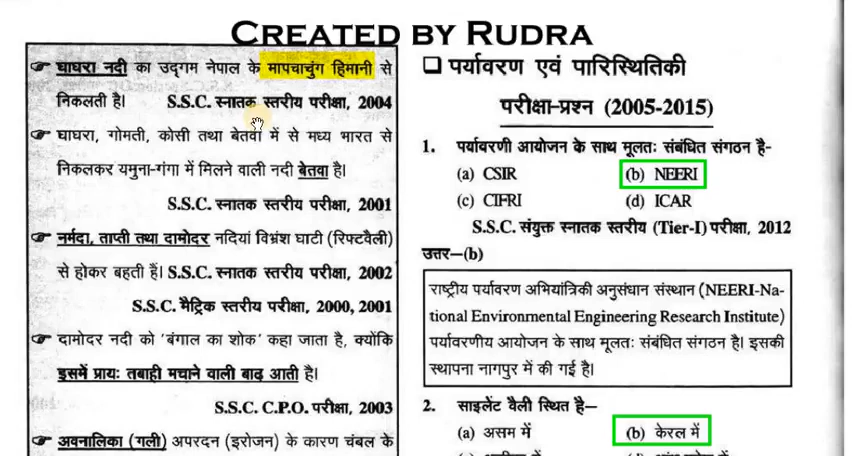 CREATED BY RUDRA
☞ घाघरा नदी का उद्गम नेपाल के मापचाचुंग हिमानी से
निकलती है। S.S.C. स्नातक स्तरीय परीक्षा, 2004
☞ घाघरा, गोमती, कोसी तथा बेतवा में से मध्य भारत से
निकलकर यमुना-गंगा में मिलने वाली नदी बेतवा है।
S.S.C. स्नातक स्तरीय परीक्षा, 2001
☞ नर्मदा, ताप्ती तथा दामोदर नदियां विभ्रंश घाटी (रिफ्टवैली)
से होकर बहती हैं। S.S.C. स्नातक स्तरीय परीक्षा, 2002
S.S.C. मैट्रिक स्तरीय परीक्षा, 2000, 2001
☞ दामोदर नदी को 'बंगाल का शोक' कहा जाता है, क्योंकि
इसमें प्रायः तबाही मचाने वाली बाढ़ आती है।
S.S.C. C.P.O. परीक्षा, 2003
☞ अवनालिका (गली) अपरदन (इरोजन) के कारण चंबल के
❑ पर्यावरण एवं पारिस्थितिकी
परीक्षा-प्रश्न (2005-2015)
1. पर्यावरणी आयोजन के साथ मूलतः संबंधित संगठन है-
(a) CSIR (b) NEERI
(c) CIFRI (d) ICAR
S.S.C. संयुक्त स्नातक स्तरीय (Tier-I) परीक्षा, 2012
उत्तर—(b)
राष्ट्रीय पर्यावरण अभियांत्रिकी अनुसंधान संस्थान (NEERI-Na-
tional Environmental Engineering Research Institute)
पर्यावरणीय आयोजन के साथ मूलतः संबंधित संगठन है। इसकी
स्थापना नागपुर में की गई है।
2. साइलेंट वैली स्थित है—
(a) असम में (b) केरल में